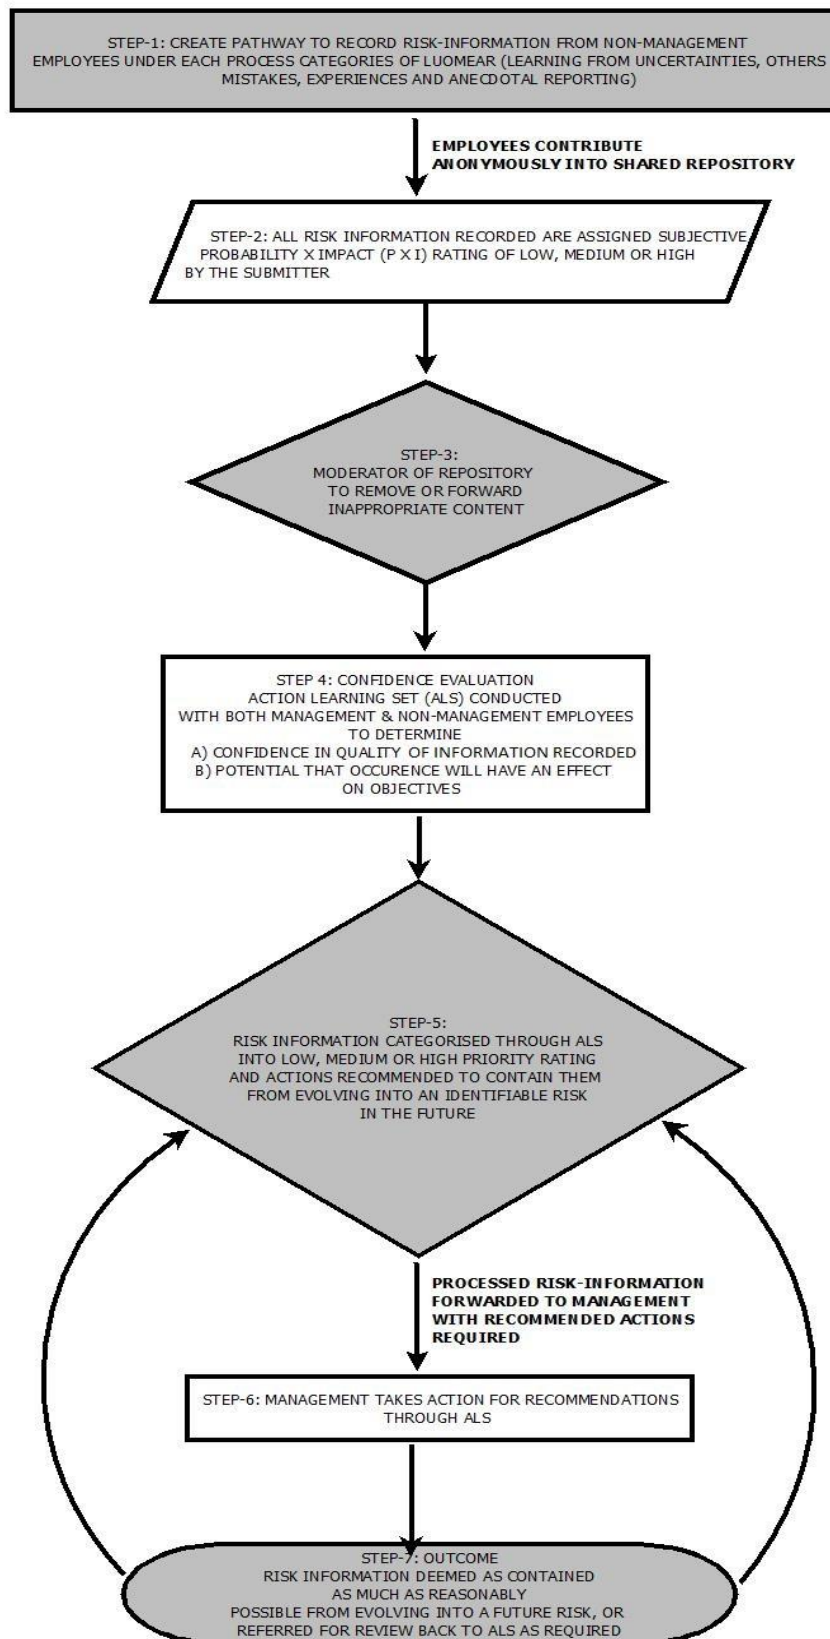 STEP-1: CREATE PATHWAY TO RECORD RISK-INFORMATION FROM NON-MANAGEMENT
EMPLOYEES UNDER EACH PROCESS CATEGORIES OF LUOMEAR (LEARNING FROM UNCERTAINTIES, OTHERS
MISTAKES, EXPERIENCES AND ANECDOTAL REPORTING)
EMPLOYEES CONTRIBUTE
ANONYMOUSLY INTO SHARED REPOSITORY
STEP-2: ALL RISK INFORMATION RECORDED ARE ASSIGNED SUBJECTIVE
PROBABILITY X IMPACT (P X I) RATING OF LOW, MEDIUM OR HIGH
BY THE SUBMITTER
STEP-3:
MODERATOR OF REPOSITORY
TO REMOVE OR FORWARD
INAPPROPRIATE CONTENT
STEP 4: CONFIDENCE EVALUATION
ACTION LEARNING SET (ALS) CONDUCTED
WITH BOTH MANAGEMENT & NON-MANAGEMENT EMPLOYEES
TO DETERMINE
A) CONFIDENCE IN QUALITY OF INFORMATION RECORDED
B) POTENTIAL THAT OCCURENCE WILL HAVE AN EFFECT
ON OBJECTIVES
STEP-5:
RISK INFORMATION CATEGORISED THROUGH ALS
INTO LOW, MEDIUM OR HIGH PRIORITY RATING
AND ACTIONS RECOMMENDED TO CONTAIN THEM
FROM EVOLVING INTO AN IDENTIFIABLE RISK
IN THE FUTURE
PROCESSED RISK-INFORMATION
FORWARDED TO MANAGEMENT
WITH RECOMMENDED ACTIONS
REQUIRED
STEP-6: MANAGEMENT TAKES ACTION FOR RECOMMENDATIONS
THROUGH ALS
STEP-7: OUTCOME
RISK INFORMATION DEEMED AS CONTAINED
AS MUCH AS REASONABLY
POSSIBLE FROM EVOLVING INTO A FUTURE RISK, OR
REFERRED FOR REVIEW BACK TO ALS AS REQUIRED